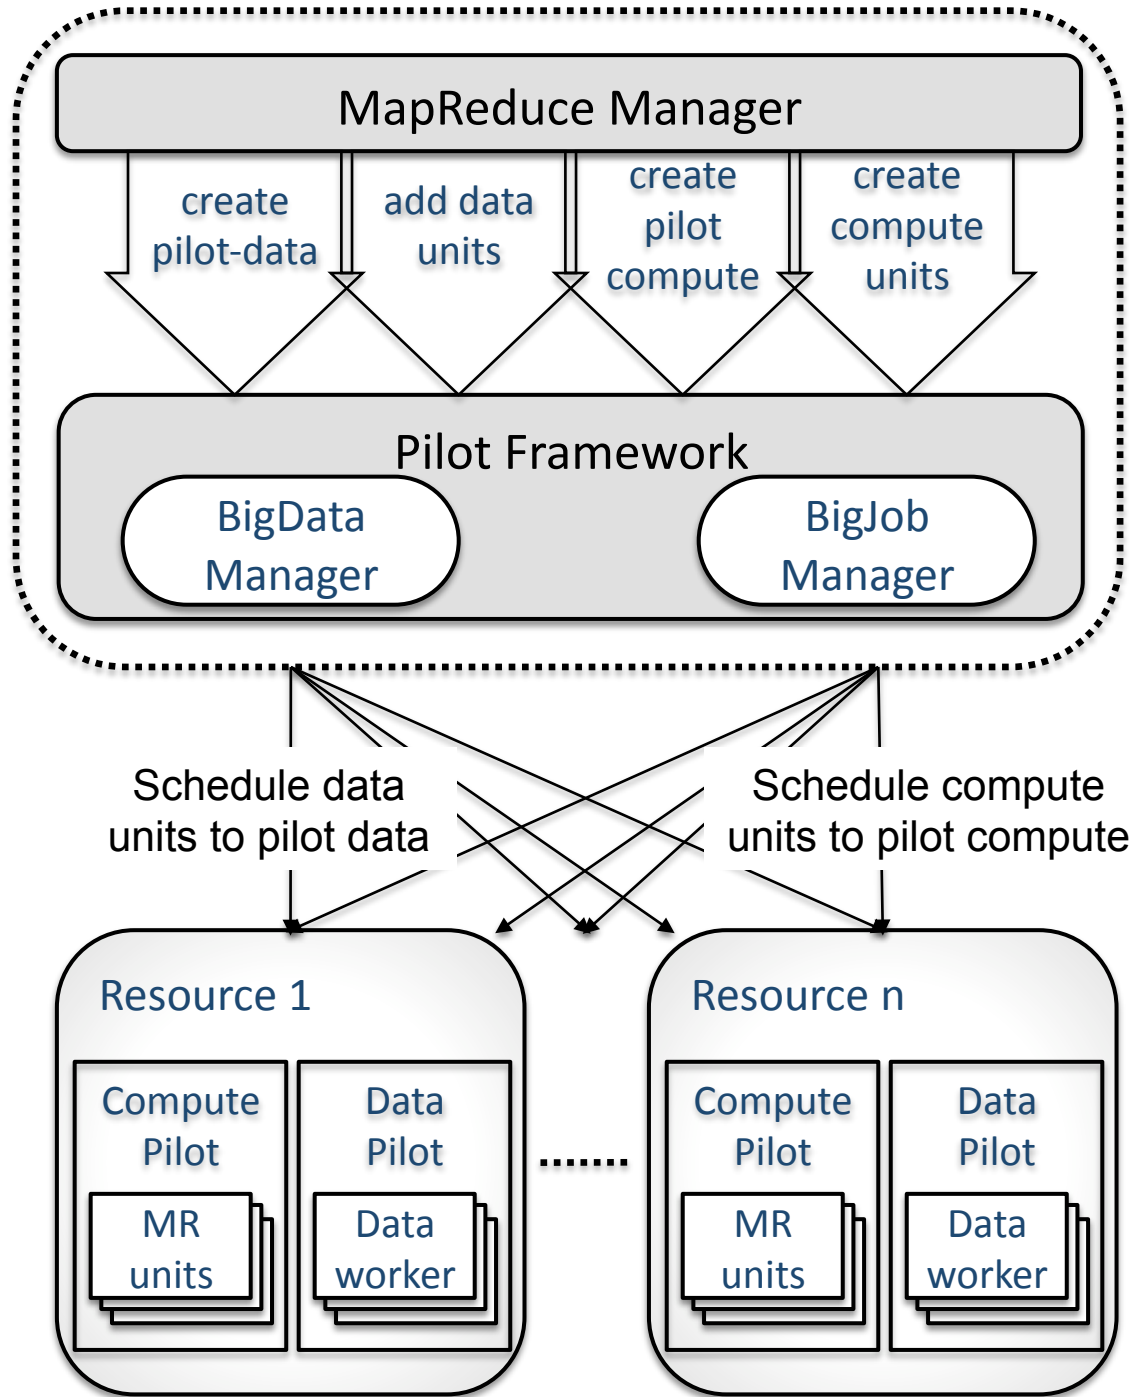 MapReduce Manager
create
pilot-data
add data
units
create
pilot
compute
create
compute
units
Pilot Framework
BigData
Manager
BigJob
Manager
Schedule data
units to pilot data
Schedule compute
units to pilot compute
Resource 1
Compute
Pilot
MR
units
Data
Pilot
Data
worker
Resource n
Compute
Pilot
MR
units
Data
Pilot
Data
worker